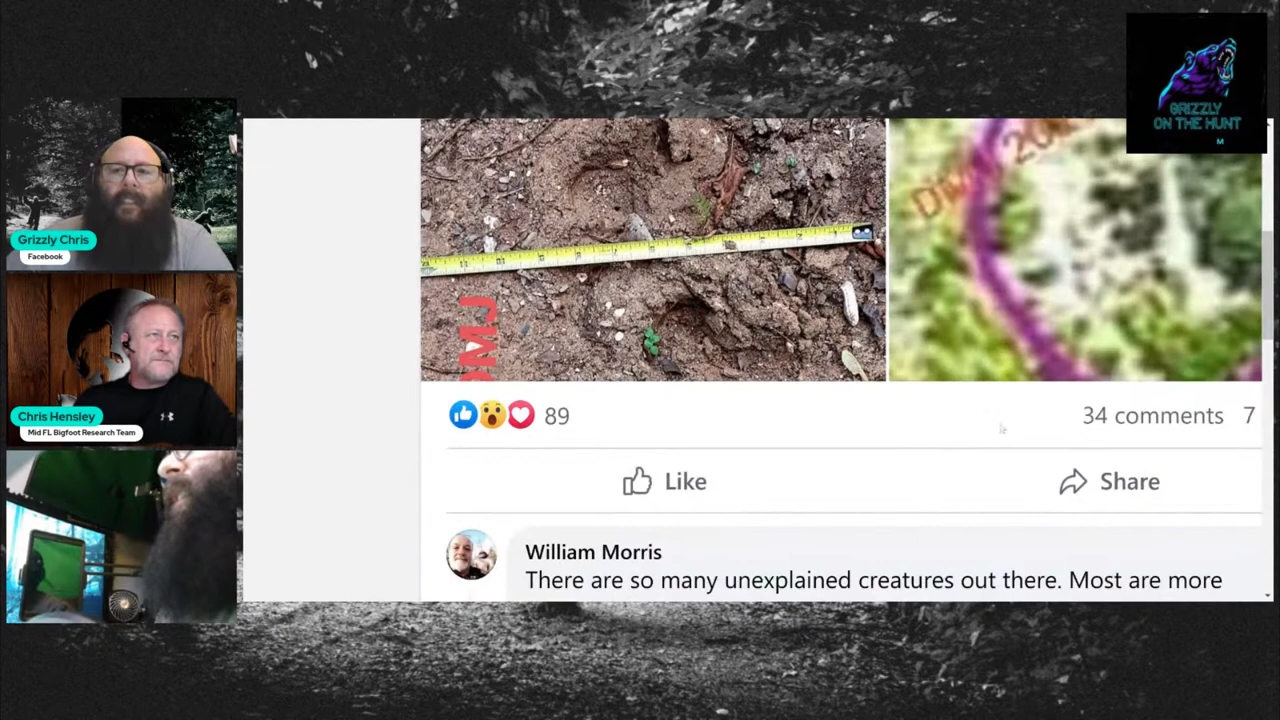 GRIZZLY
ON THE HUNT
M
Grizzly Chris
Facebook
Chris Hensley
Mid FL Bigfoot Research Team
89
34 comments 7
Like
Share
William Morris
There are so many unexplained creatures out there. Most are more